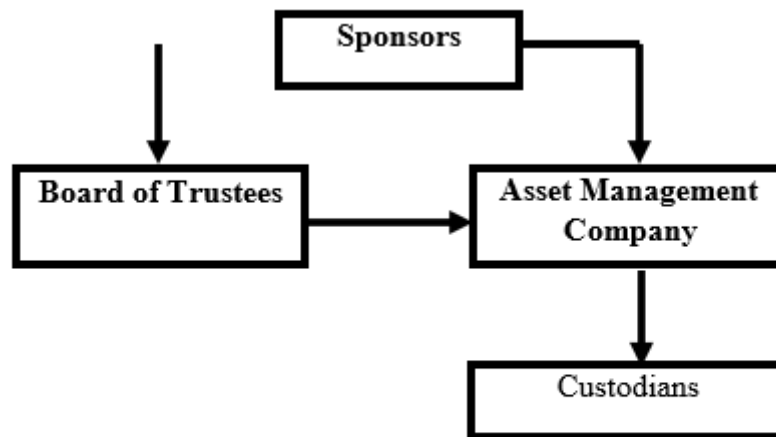 Sponsors
Board of Trustees
Asset Management
Company
Custodians